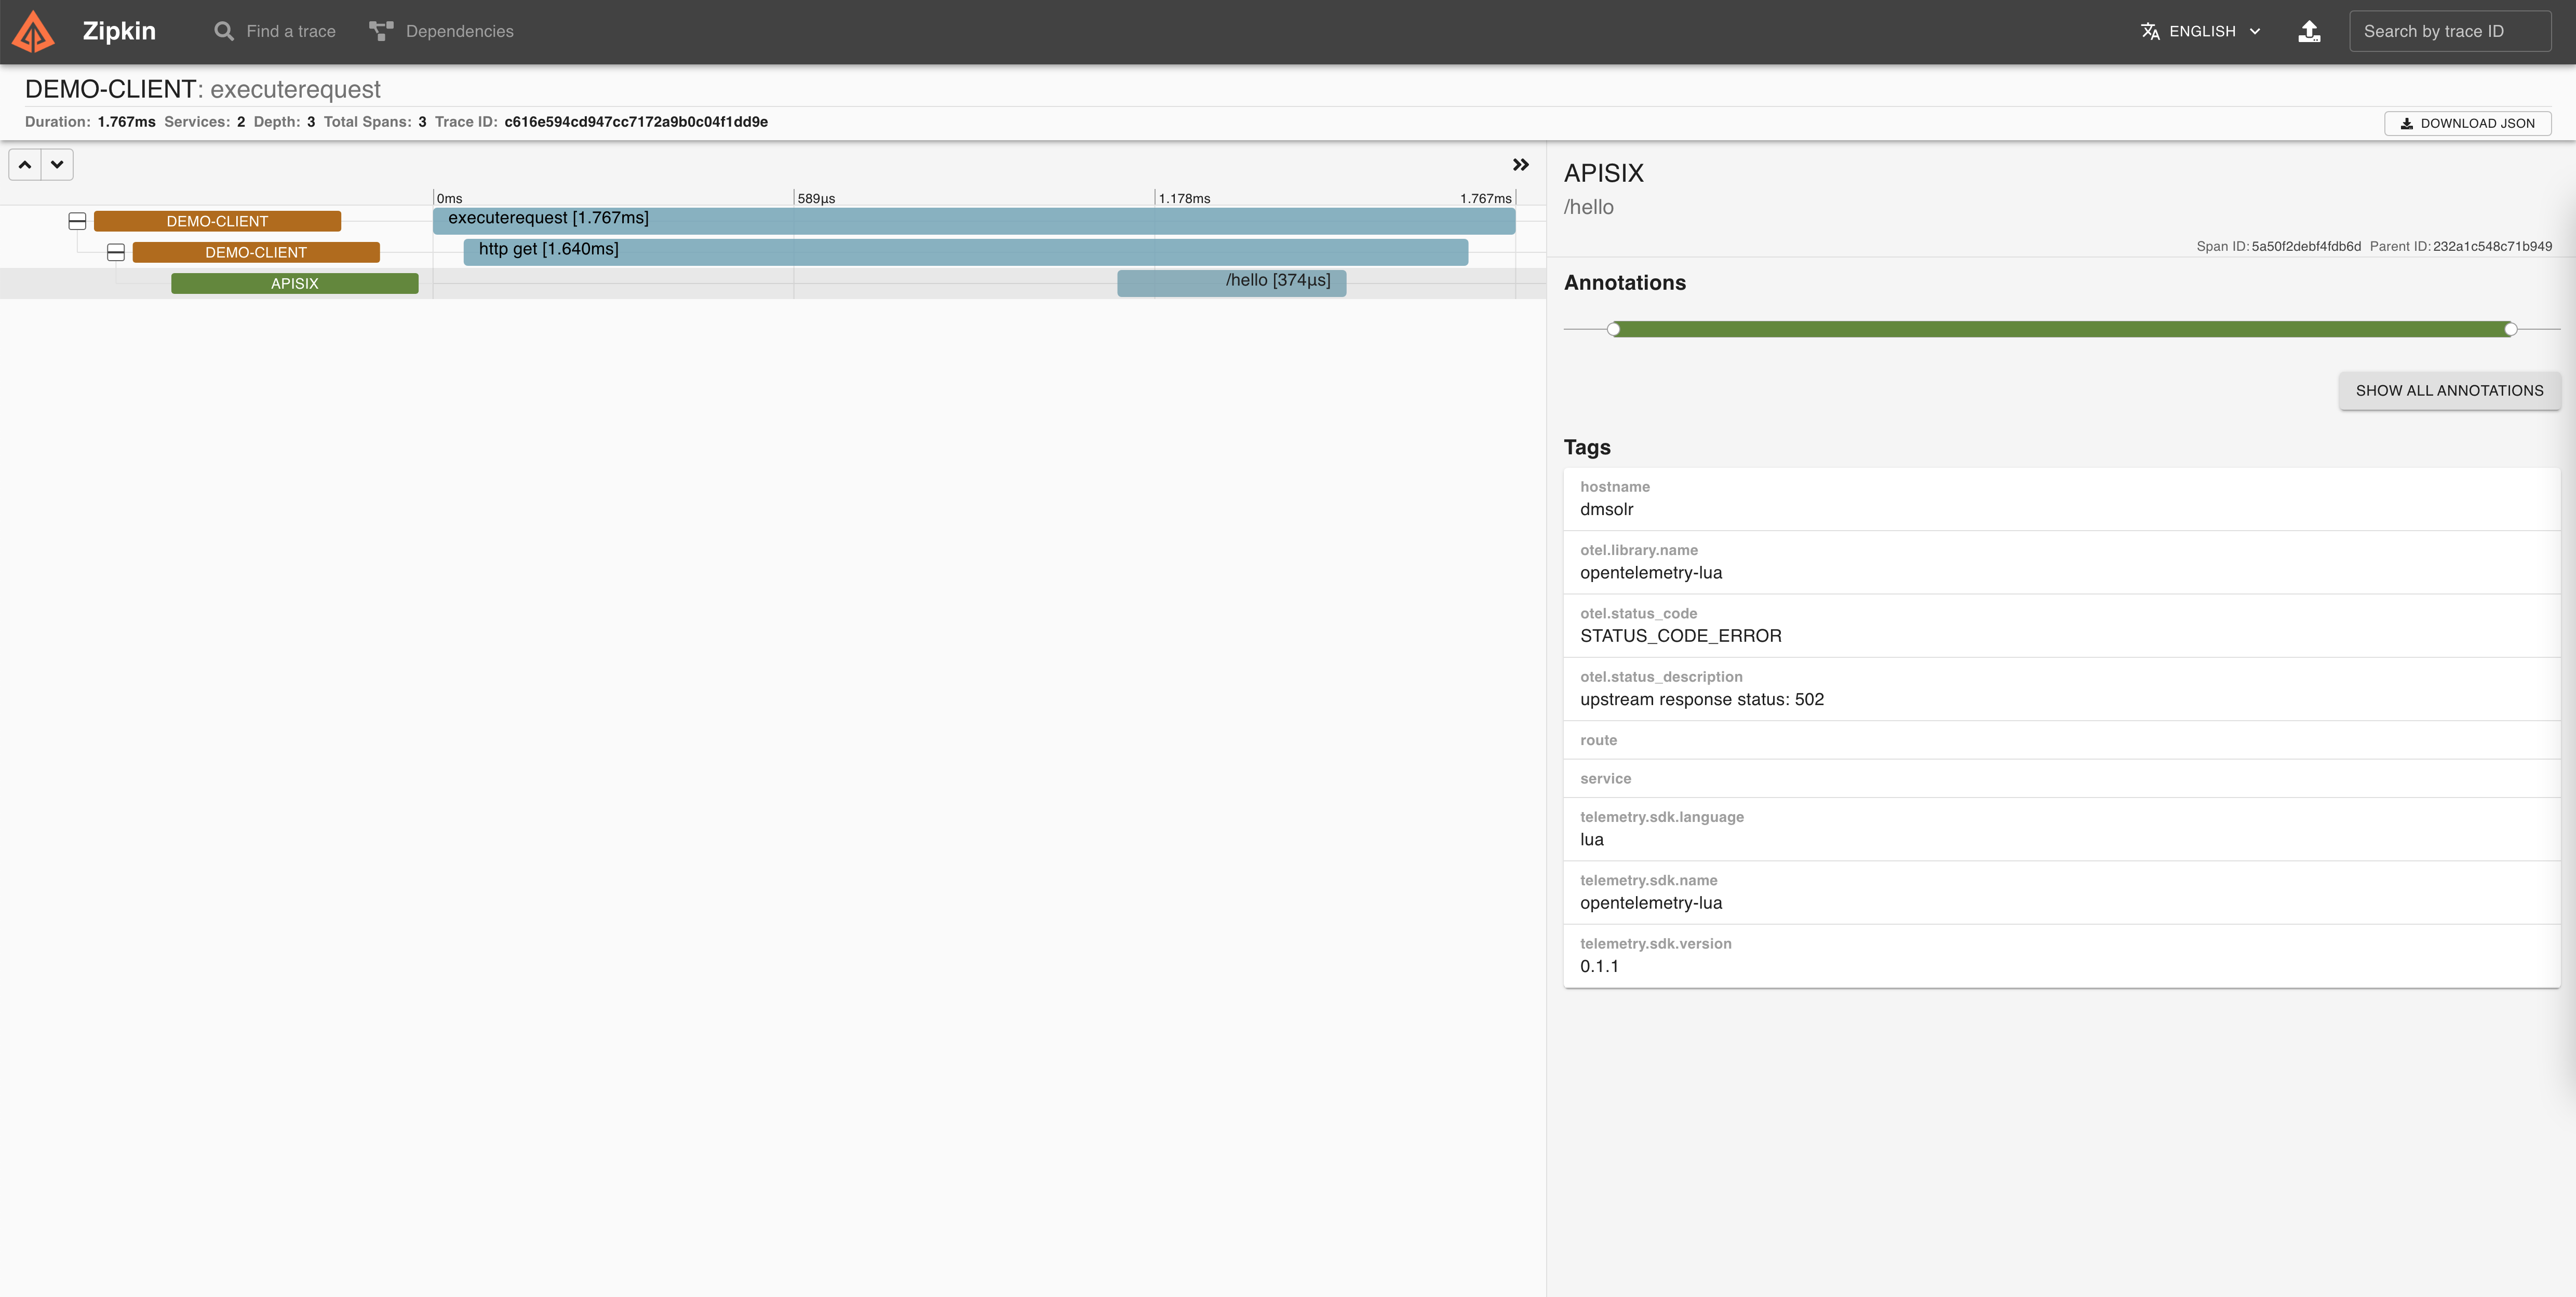 Zipkin
Find a trace
Dependencies
ENGLISH
Search by trace ID
DEMO-CLIENT: executerequest
Duration: 1.767ms Services: 2 Depth: 3 Total Spans: 3 Trace ID: c616e594cd947cc7172a9b0c04f1dd9e
DOWNLOAD JSON
0ms 589μs 1.178ms 1.767ms
DEMO-CLIENT executerequest [1.767ms]
DEMO-CLIENT http get [1.640ms]
APISIX /hello [374μs]
APISIX
/hello
Span ID: 5a50f2debf4fdb6d Parent ID: 232a1c548c71b949
Annotations
SHOW ALL ANNOTATIONS
Tags
hostname
dmsolr
otel.library.name
opentelemetry-lua
otel.status_code
STATUS_CODE_ERROR
otel.status_description
upstream response status: 502
route
service
telemetry.sdk.language
lua
telemetry.sdk.name
opentelemetry-lua
telemetry.sdk.version
0.1.1